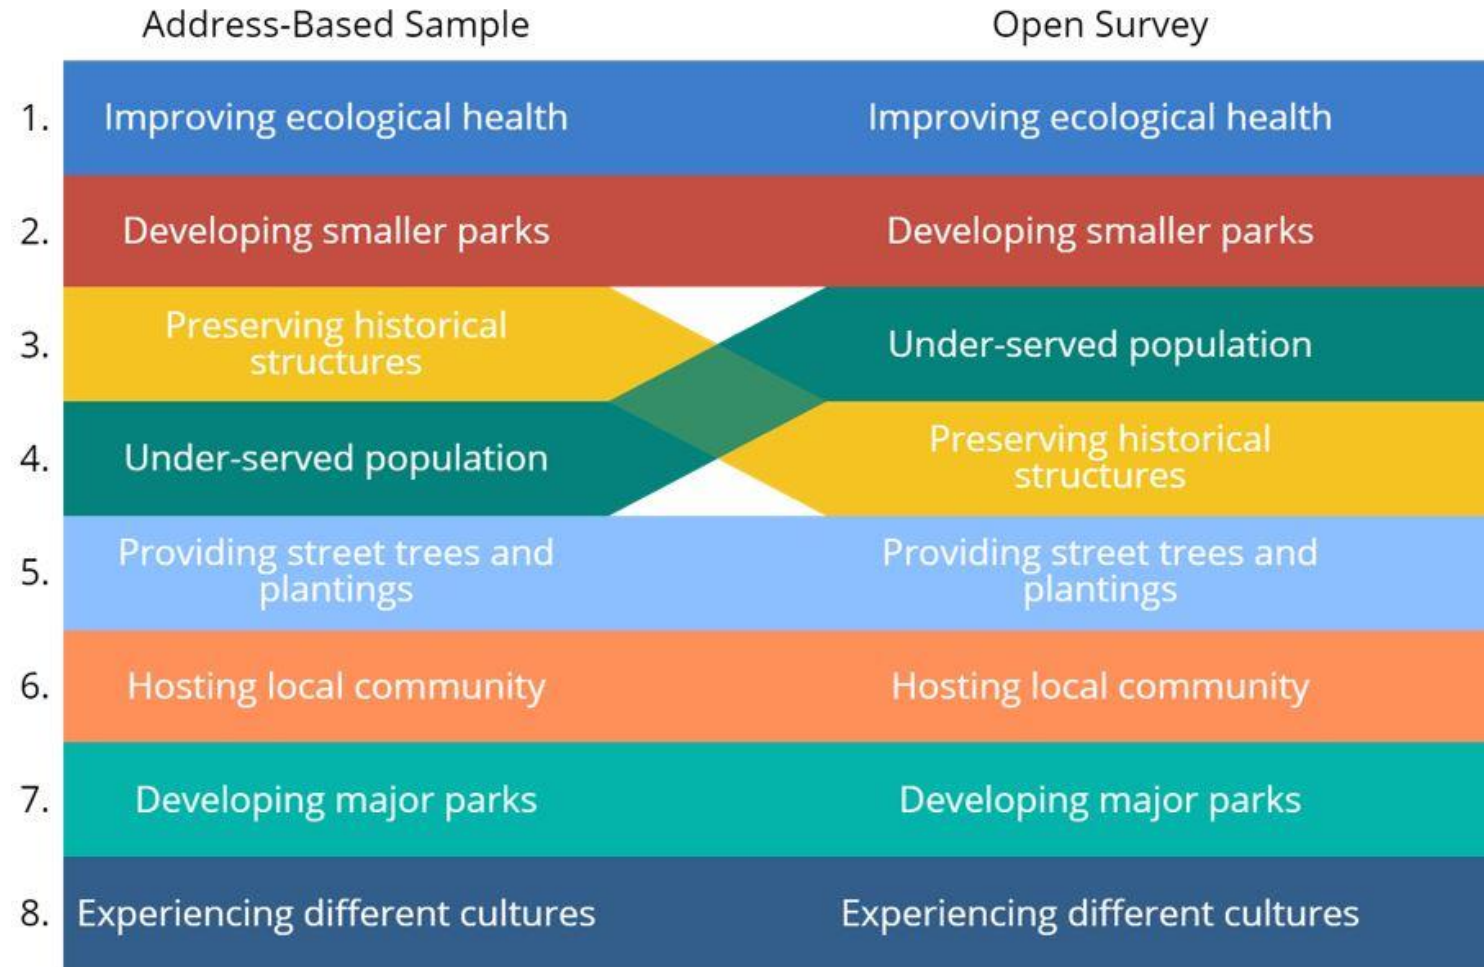 Address-Based Sample Open Survey
1. Improving ecological health Improving ecological health
2. Developing smaller parks Developing smaller parks
3. Preserving historical
structures
Under-served population
4. Under-served population
Preserving historical
structures
5. Providing street trees and
plantings
Providing street trees and
plantings
6. Hosting local community Hosting local community
7. Developing major parks Developing major parks
8. Experiencing different cultures Experiencing different cultures